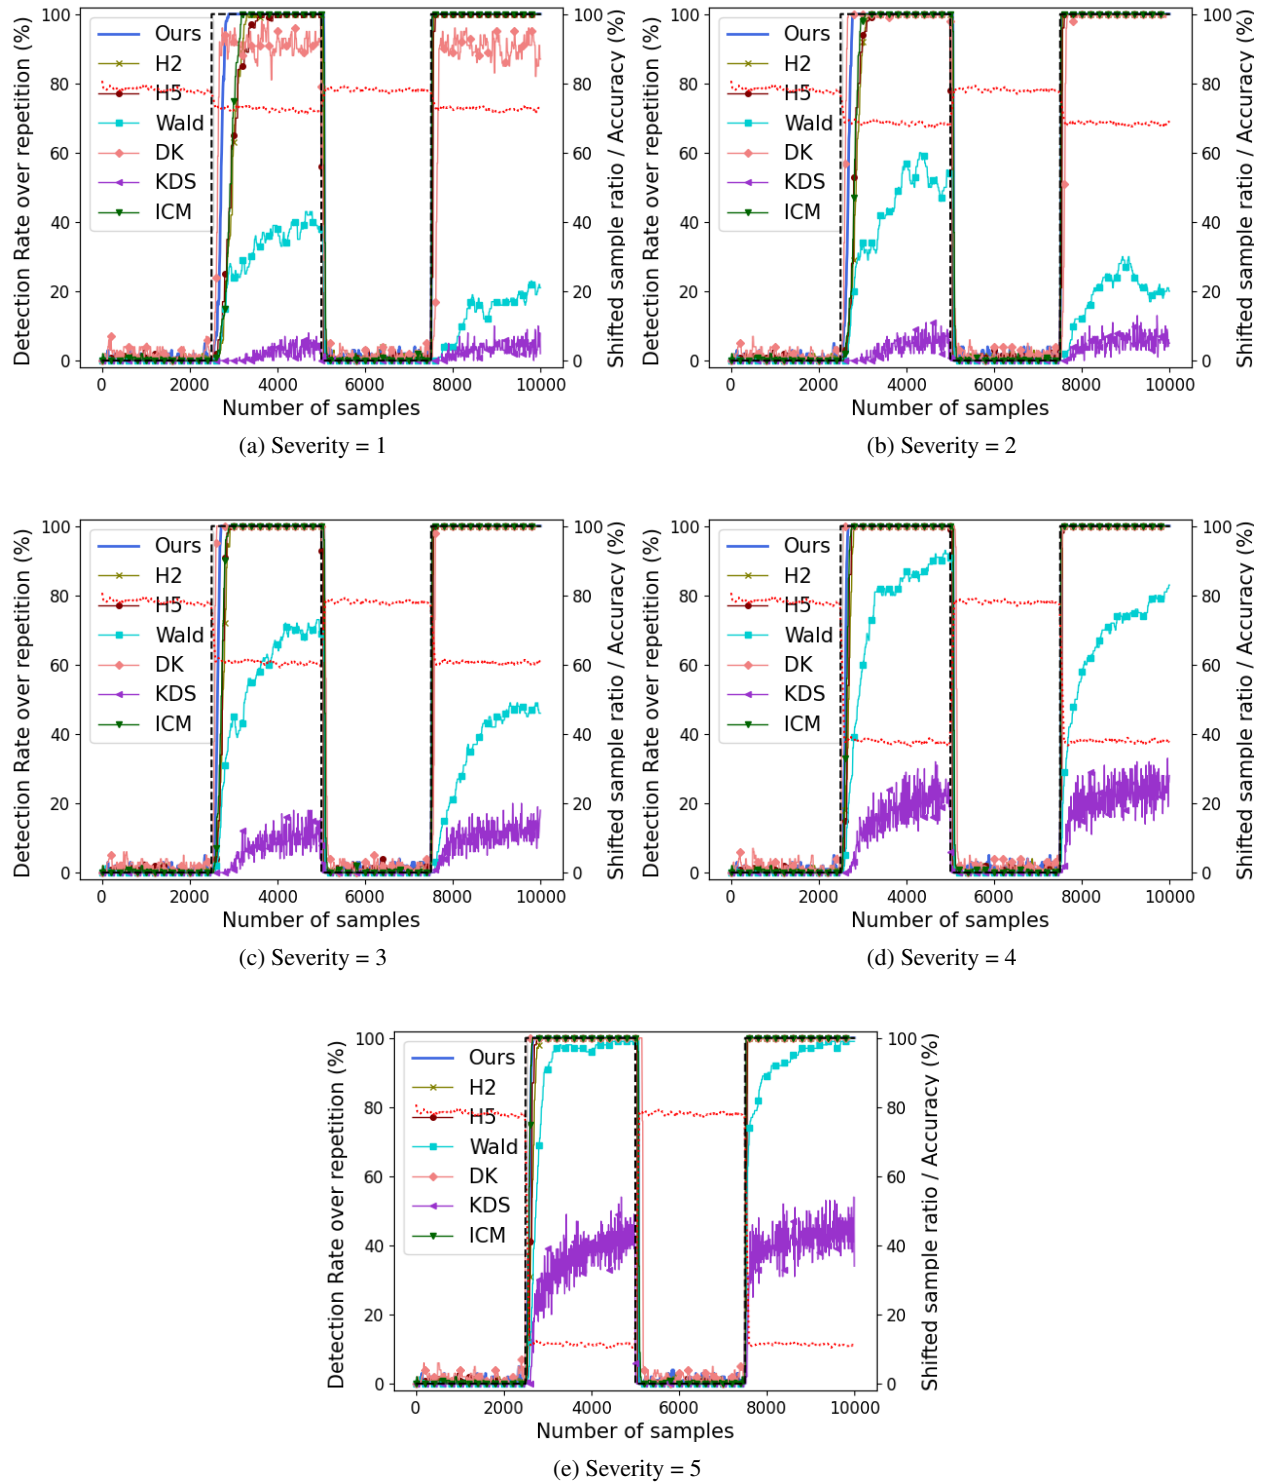 Detection Rate over repetition (%)
100
80
60
40
20
0
Ours
H2
H5
Wald
DK
KDS
ICM
0 2000 4000 6000 8000 10000
Number of samples
100
80
60
40
20
0
Shifted sample ratio / Accuracy (%)
(a) Severity = 1
Detection Rate over repetition (%)
100
80
60
40
20
0
Ours
H2
H5
Wald
DK
KDS
ICM
0 2000 4000 6000 8000 10000
Number of samples
100
80
60
40
20
0
Shifted sample ratio / Accuracy (%)
(b) Severity = 2
Detection Rate over repetition (%)
100
80
60
40
20
0
Ours
H2
H5
Wald
DK
KDS
ICM
0 2000 4000 6000 8000 10000
Number of samples
100
80
60
40
20
0
Shifted sample ratio / Accuracy (%)
(c) Severity = 3
Detection Rate over repetition (%)
100
80
60
40
20
0
Ours
H2
H5
Wald
DK
KDS
ICM
0 2000 4000 6000 8000 10000
Number of samples
100
80
60
40
20
0
Shifted sample ratio / Accuracy (%)
(d) Severity = 4
Detection Rate over repetition (%)
100
80
60
40
20
0
Ours
H2
H5
Wald
DK
KDS
ICM
0 2000 4000 6000 8000 10000
Number of samples
100
80
60
40
20
0
Shifted sample ratio / Accuracy (%)
(e) Severity = 5